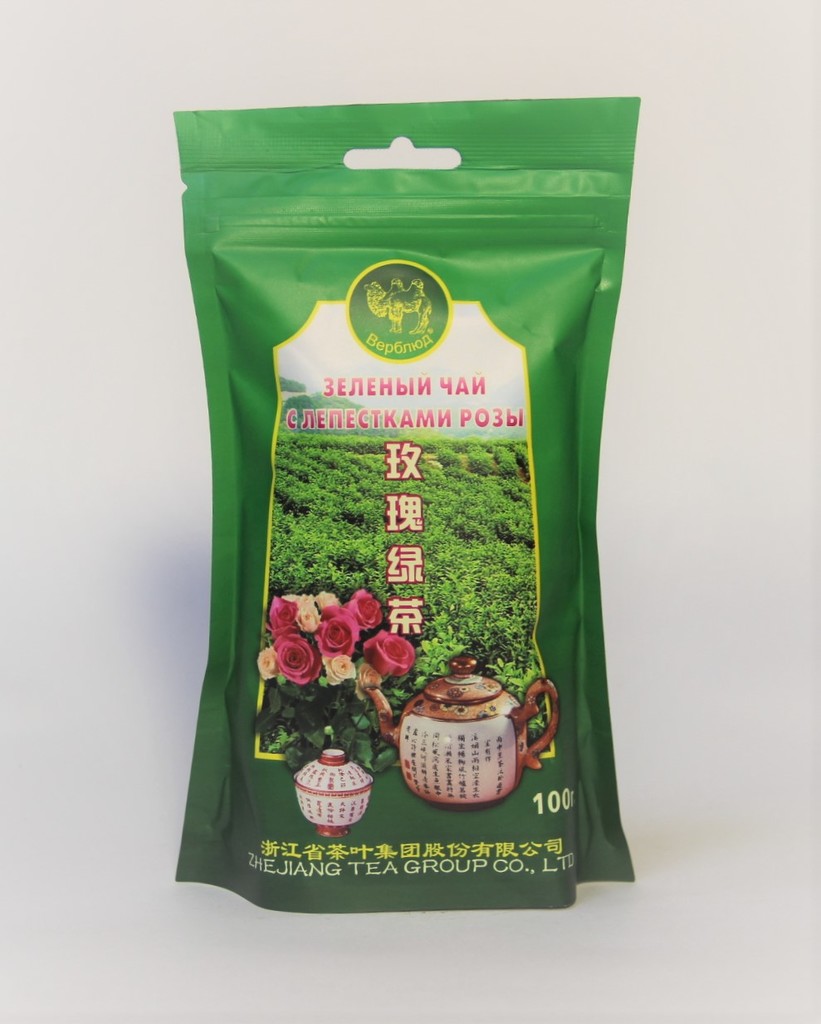 Верблюд®
ЗЕЛЕНЫЙ ЧАЙ
С ЛЕПЕСТКАМИ РОЗЫ
玫瑰绿茶
100г
浙江省茶叶集团股份有限公司
ZHEJIANG TEA GROUP CO., LTD